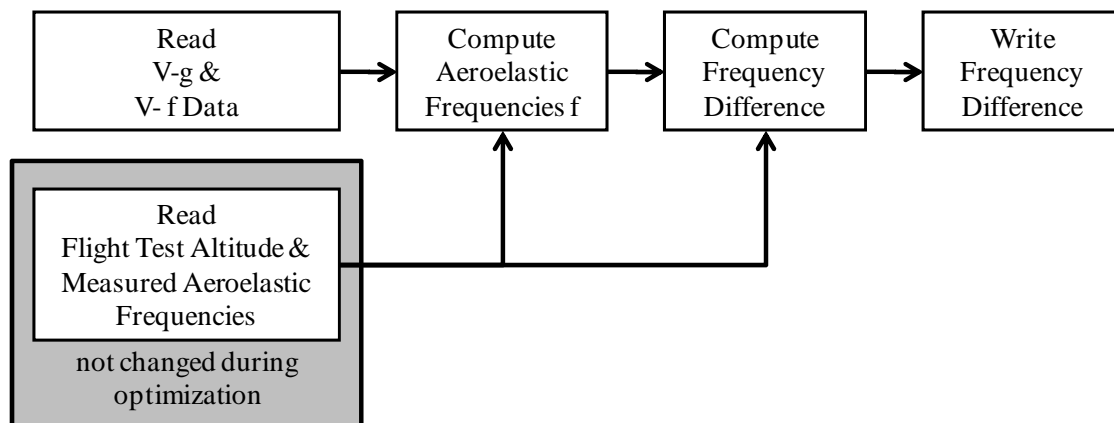 Read
V-g &
V- f Data
Compute
Aeroelastic
Frequencies f
Compute
Frequency
Difference
Write
Frequency
Difference
Read
Flight Test Altitude &
Measured Aeroelastic
Frequencies
not changed during
optimization